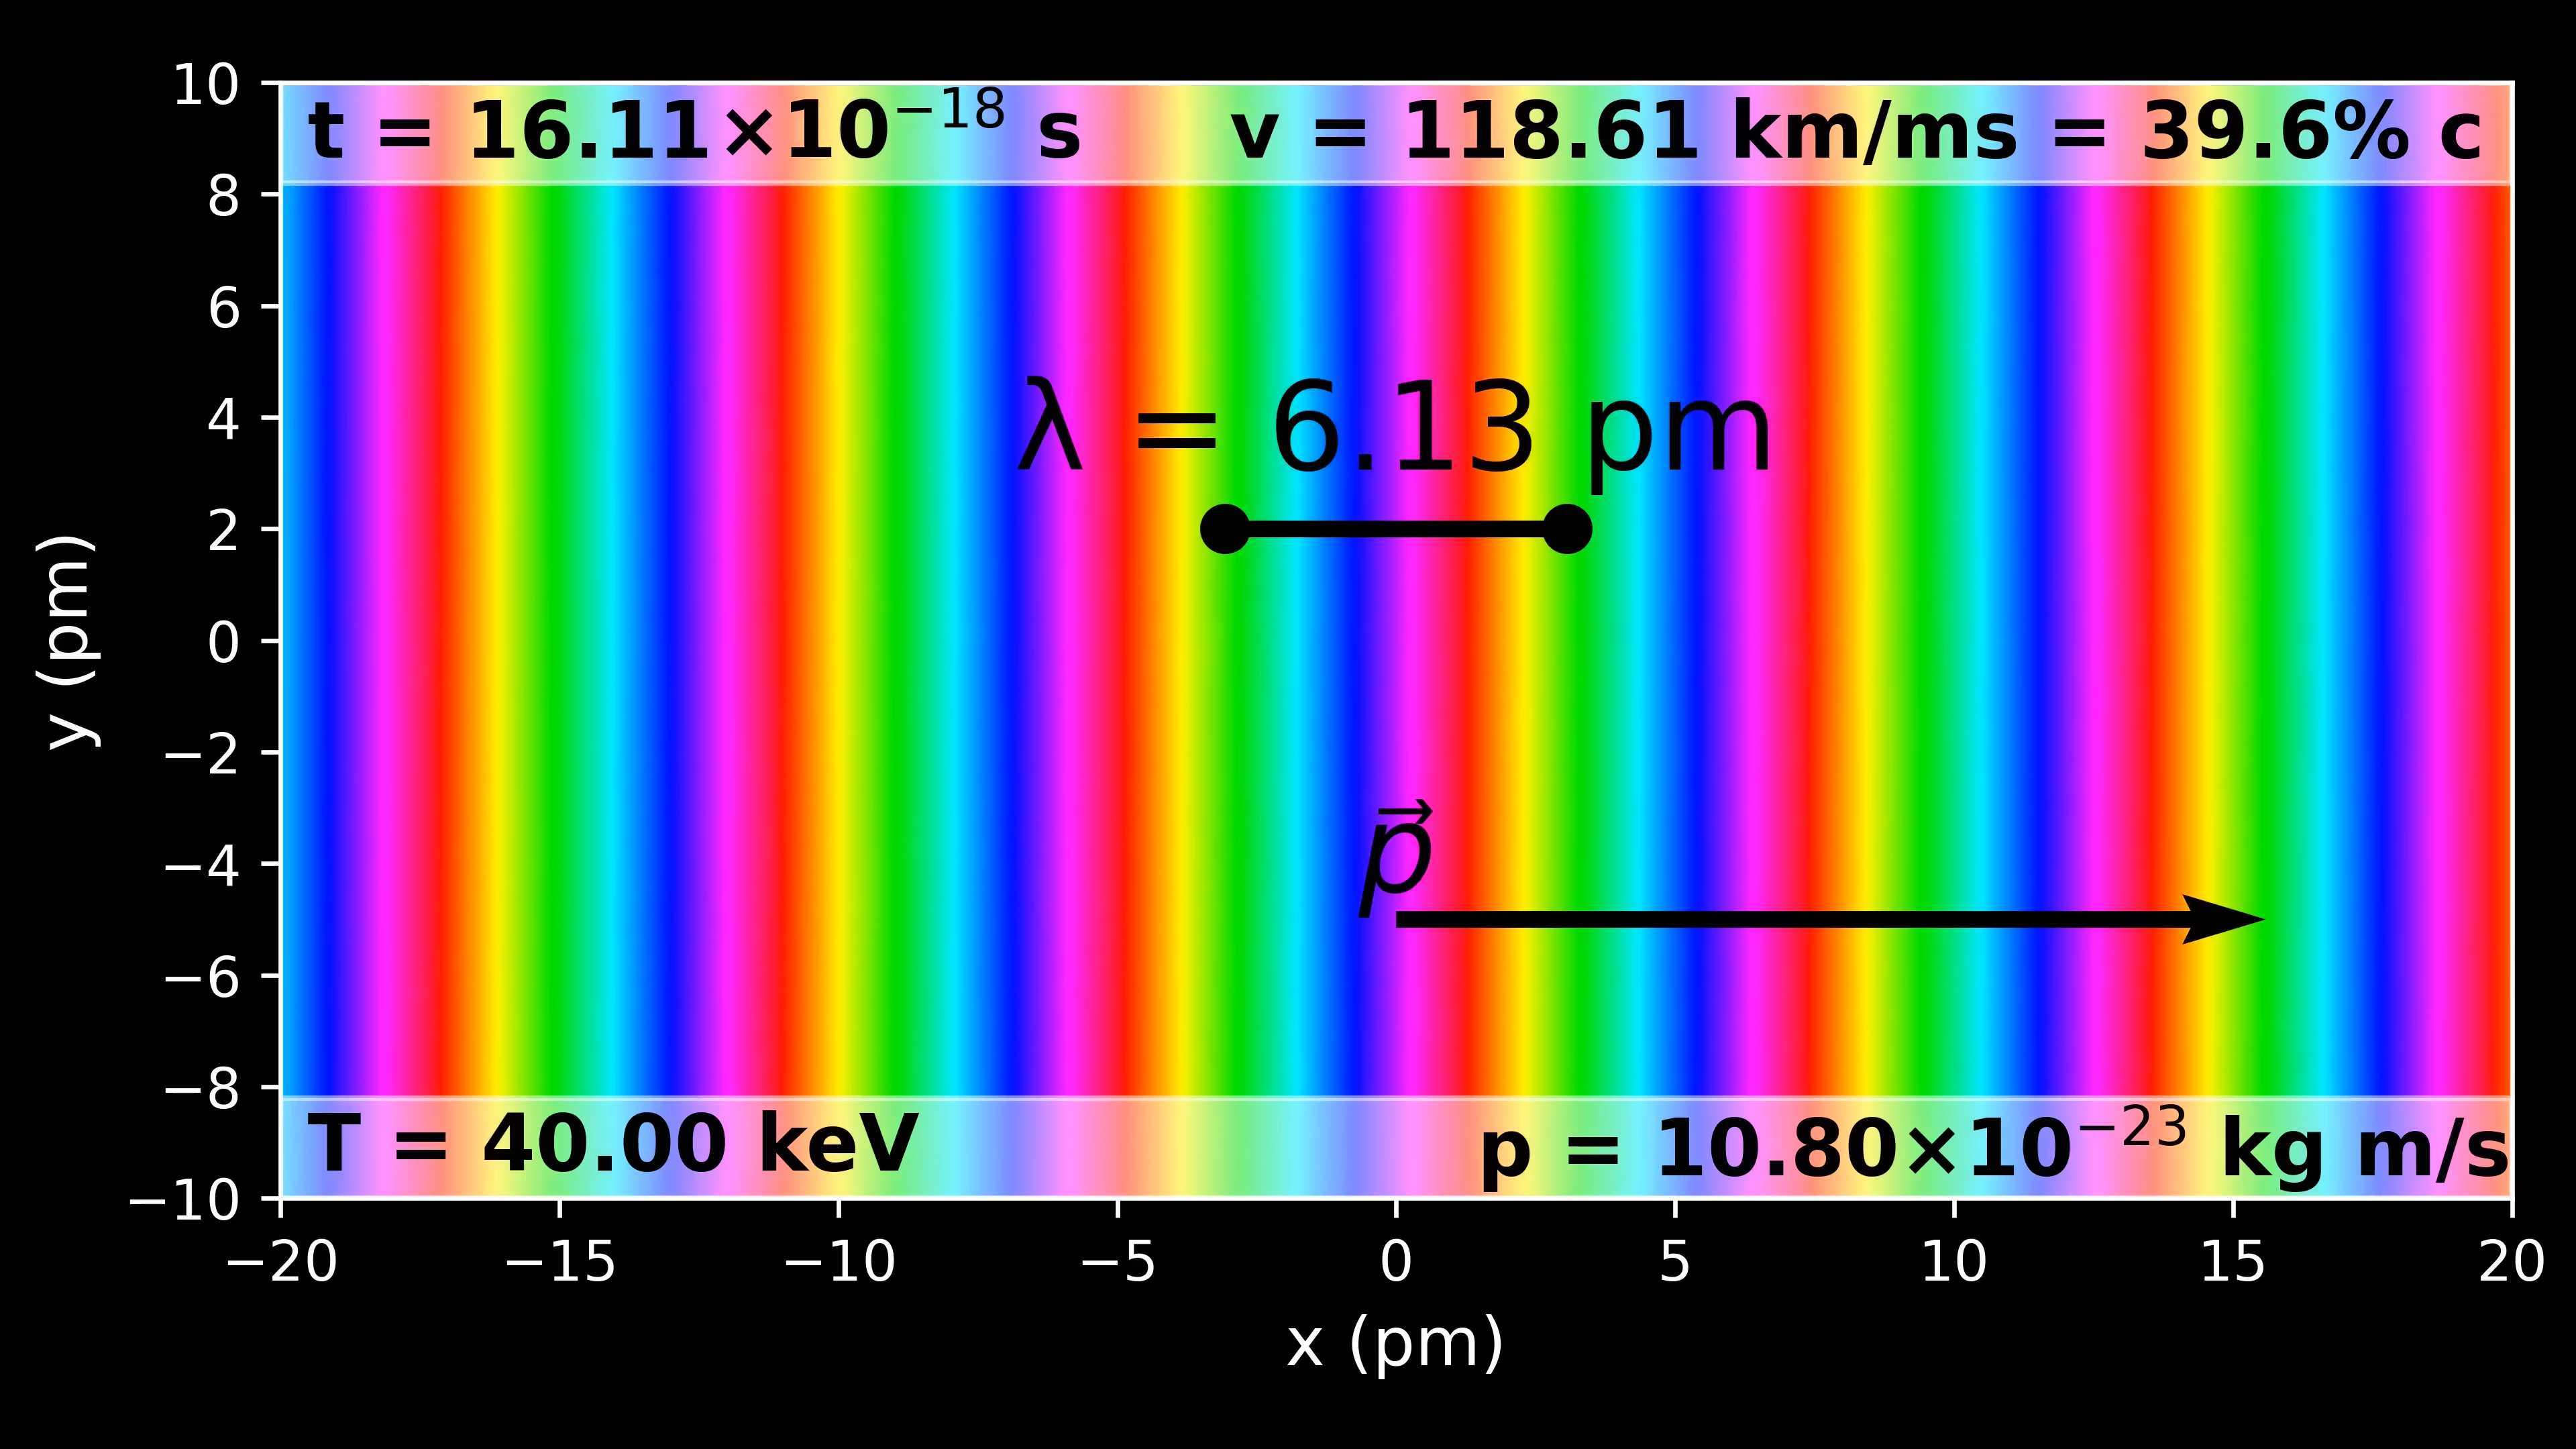 t = 16.11×10⁻¹⁸ s
v = 118.61 km/ms = 39.6% c
λ = 6.13 pm
p⃗
T = 40.00 keV
p = 10.80×10⁻²³ kg m/s
y (pm)
10
8
6
4
2
0
−2
−4
−6
−8
−10
−20 −15 −10 −5 0 5 10 15 20
x (pm)